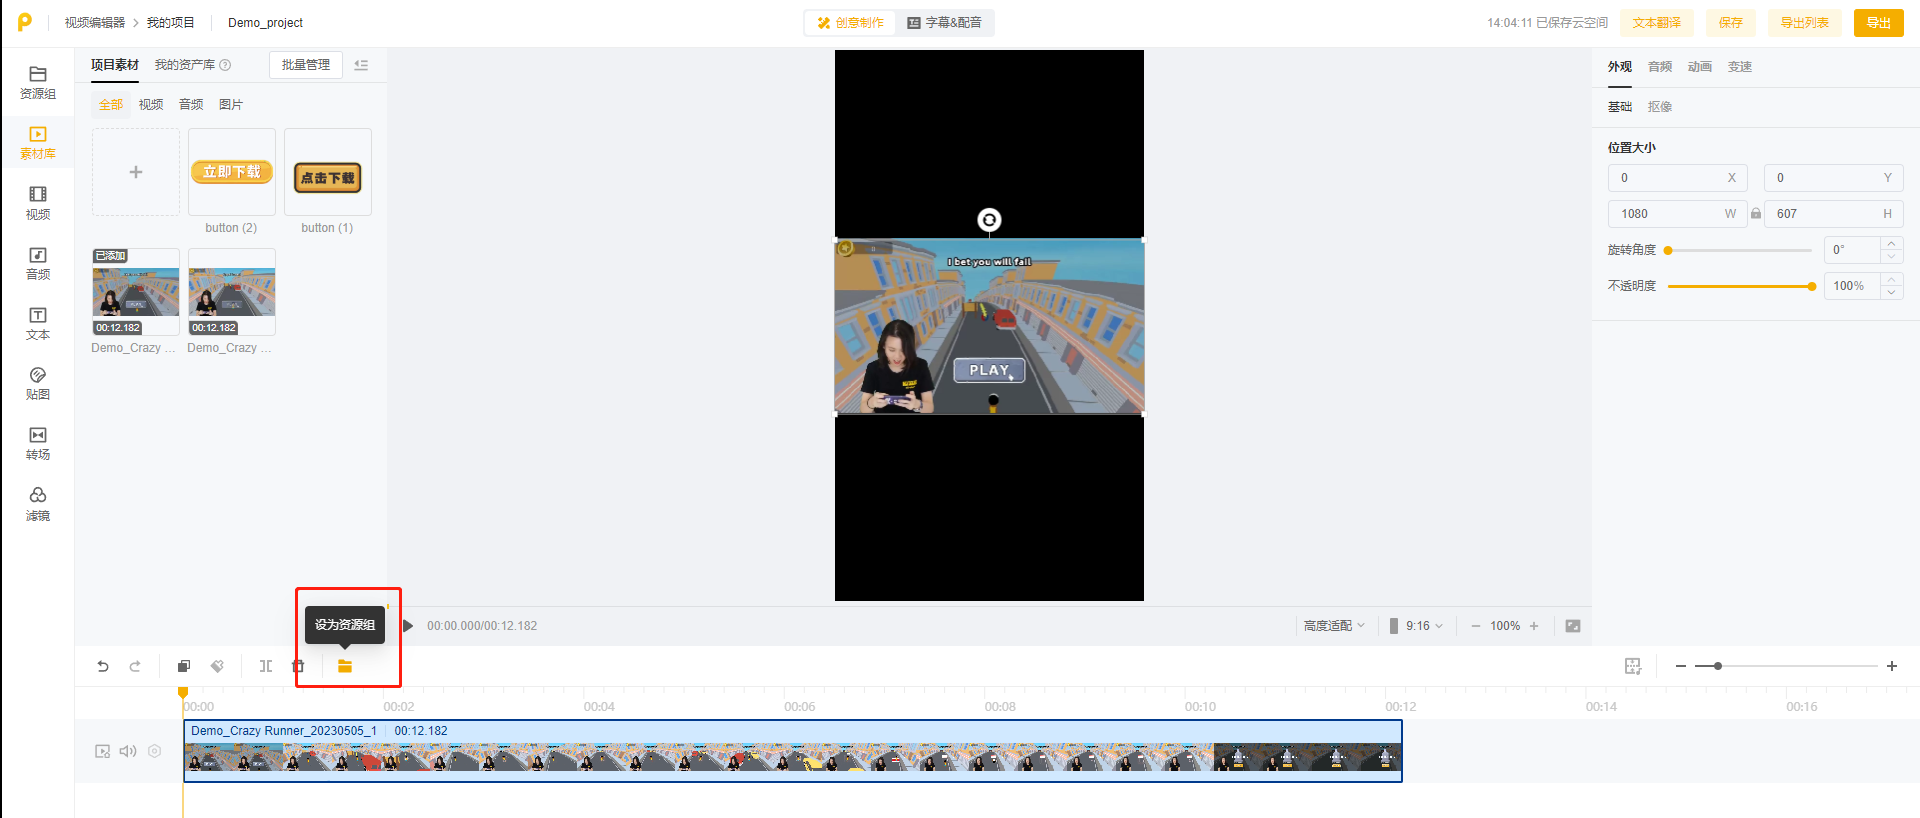 视频编辑器 > 我的项目 Demo_project 创意制作 字幕&配音 14:04:11 已保存云空间 文本翻译 保存 导出列表 导出
项目素材 我的资产库 批量管理
全部 视频 音频 图片
立即下载
点击下载
button (2) button (1)
已添加
00:12.182 00:12.182
Demo_Crazy ... Demo_Crazy ...
资源组
素材库
视频
音频
文本
贴图
转场
滤镜
I bet you will fail
PLAY
外观 音频 动画 变速
基础 抠像
位置大小
0 X 0 Y
1080 W 607 H
旋转角度 0°
不透明度 100%
设为资源组
00:00.000/00:12.182 高度适配 9:16 100%
00:00 00:02 00:04 00:06 00:08 00:10 00:12 00:14 00:16
Demo_Crazy Runner_20230505_1 00:12.182